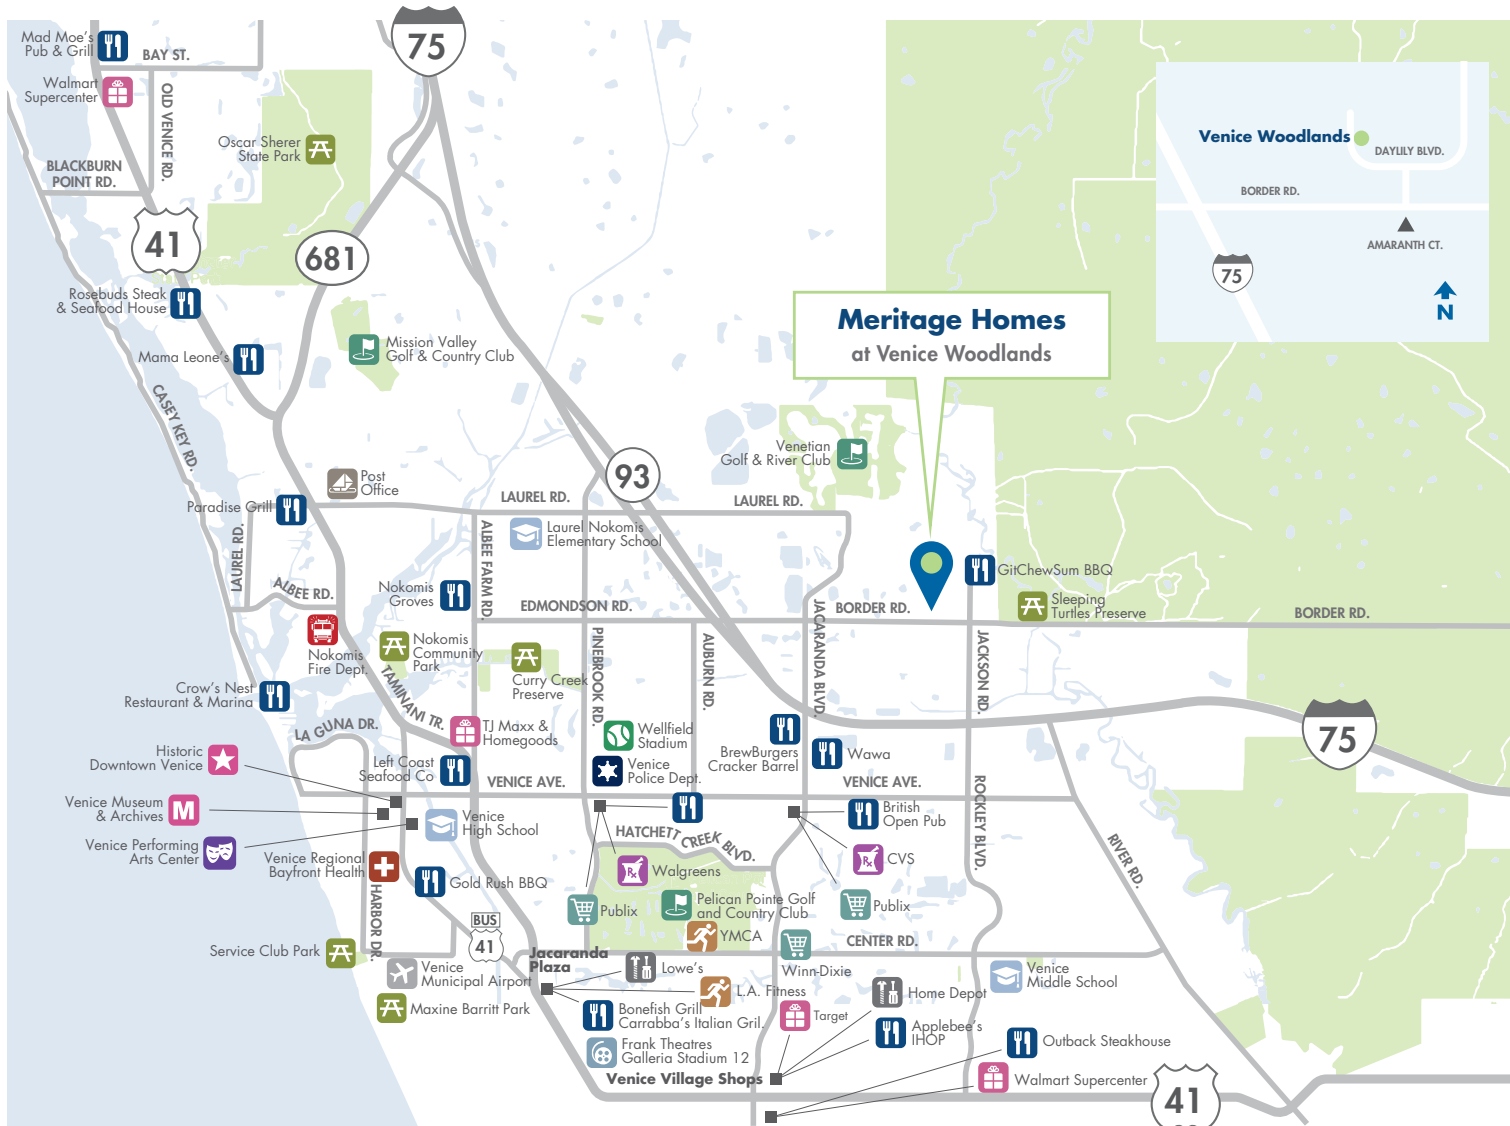 Mad Moe's
Pub & Grill
BAY ST.
75
Walmart
Supercenter
OLD VENICE RD.
Oscar Sherer
State Park
BLACKBURN
POINT RD.
41
681
Rosebuds Steak
& Seafood House
Mama Leone's
Mission Valley
Golf & Country Club
CASEY KEY RD.
Venice Woodlands
DAYLILY BLVD.
BORDER RD.
AMARANTH CT.
75
N
Meritage Homes
at Venice Woodlands
Venetian
Golf & River Club
93
Post
Office
Paradise Grill
LAUREL RD.
LAUREL RD.
LAUREL RD.
ALBEE FARM RD.
Laurel Nokomis
Elementary School
ALBEE RD.
Nokomis
Groves
EDMONDSON RD.
BORDER RD.
GitChewSum BBQ
Sleeping
Turtles Preserve
BORDER RD.
Nokomis
Fire Dept.
Nokomis
Community
Park
Curry Creek
Preserve
PINEBROOK RD.
AUBURN RD.
JACARANDA BLVD.
JACKSON RD.
Crow's Nest
Restaurant & Marina
TAMINANI TR.
LA GUNA DR.
TJ Maxx &
Homegoods
Wellfield
Stadium
BrewBurgers
Cracker Barrel
Wawa
75
Historic
Downtown Venice
Left Coast
Seafood Co
VENICE AVE.
Venice
Police Dept.
VENICE AVE.
ROCKLEY BLVD.
Venice Museum
& Archives
M
Venice
High School
British
Open Pub
HATCHETT CREEK BLVD.
Venice Performing
Arts Center
Venice Regional
Bayfront Health
Rx
Walgreens
Rx
CVS
RIVER RD.
Gold Rush BBQ
HARBOR DR.
Publix
Pelican Pointe Golf
and Country Club
Publix
BUS
41
YMCA
CENTER RD.
Service Club Park
Jacaranda
Plaza
Winn-Dixie
Venice
Municipal Airport
Lowe's
Venice
Middle School
L.A. Fitness
Home Depot
Maxine Barritt Park
Bonefish Grill
Carrabba's Italian Gril.
Target
Applebee's
IHOP
Frank Theatres
Galleria Stadium 12
Outback Steakhouse
Venice Village Shops
Walmart Supercenter
41